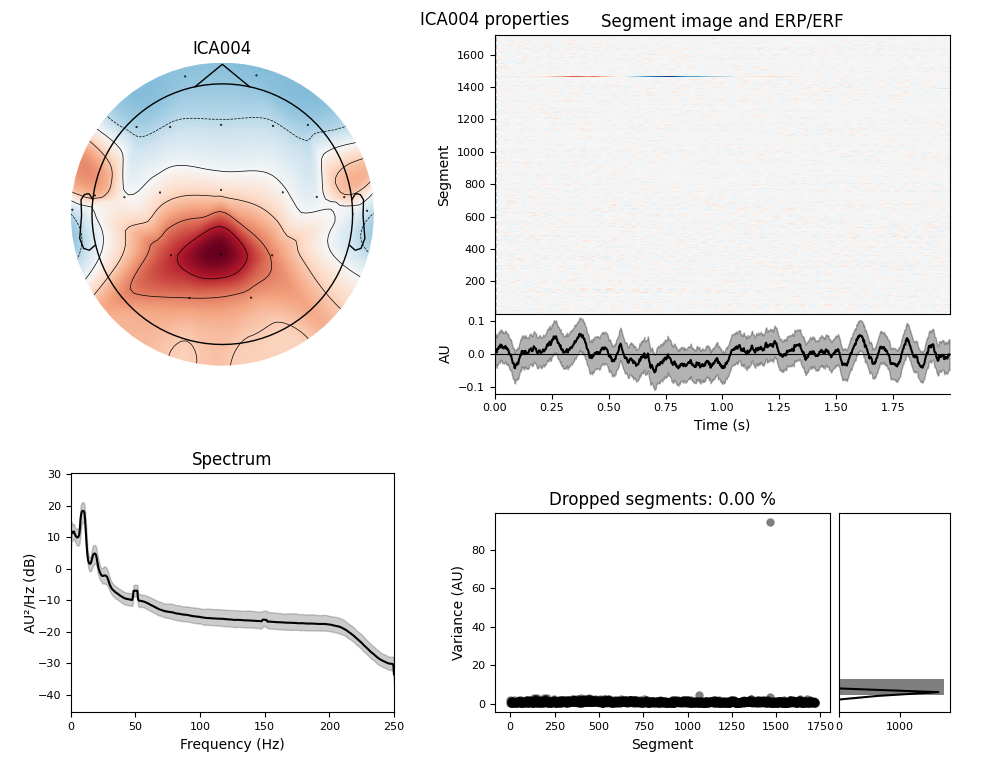 ICA004 properties
ICA004
Segment image and ERP/ERF
1600
1400
1200
1000
800
600
400
200
Segment
0.1
0.0
−0.1
AU
0.00 0.25 0.50 0.75 1.00 1.25 1.50 1.75
Time (s)
Spectrum
30
20
10
0
−10
−20
−30
−40
AU²/Hz (dB)
0 50 100 150 200 250
Frequency (Hz)
Dropped segments: 0.00 %
80
60
40
20
0
Variance (AU)
0 250 500 750 1000 1250 1500 1750
Segment
0 1000